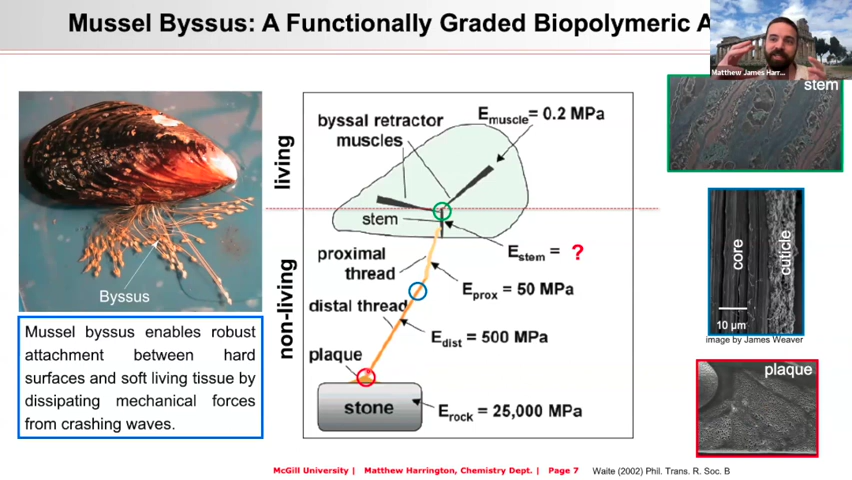 Mussel Byssus: A Functionally Graded Biopolymeric A
Matthew James Harr...
stem
living
byssal retractor
muscles
Emuscle= 0.2 MPa
stem
Estem = ?
non-living
proximal
thread
Eprox = 50 MPa
distal thread
Edist = 500 MPa
plaque
stone
Erock = 25,000 MPa
Byssus
Mussel byssus enables robust
attachment between hard
surfaces and soft living tissue by
dissipating mechanical forces
from crashing waves.
core
cuticle
10 µm
image by James Weaver
plaque
McGill University | Matthew Harrington, Chemistry Dept. | Page 7 Waite (2002) Phil. Trans. R. Soc. B